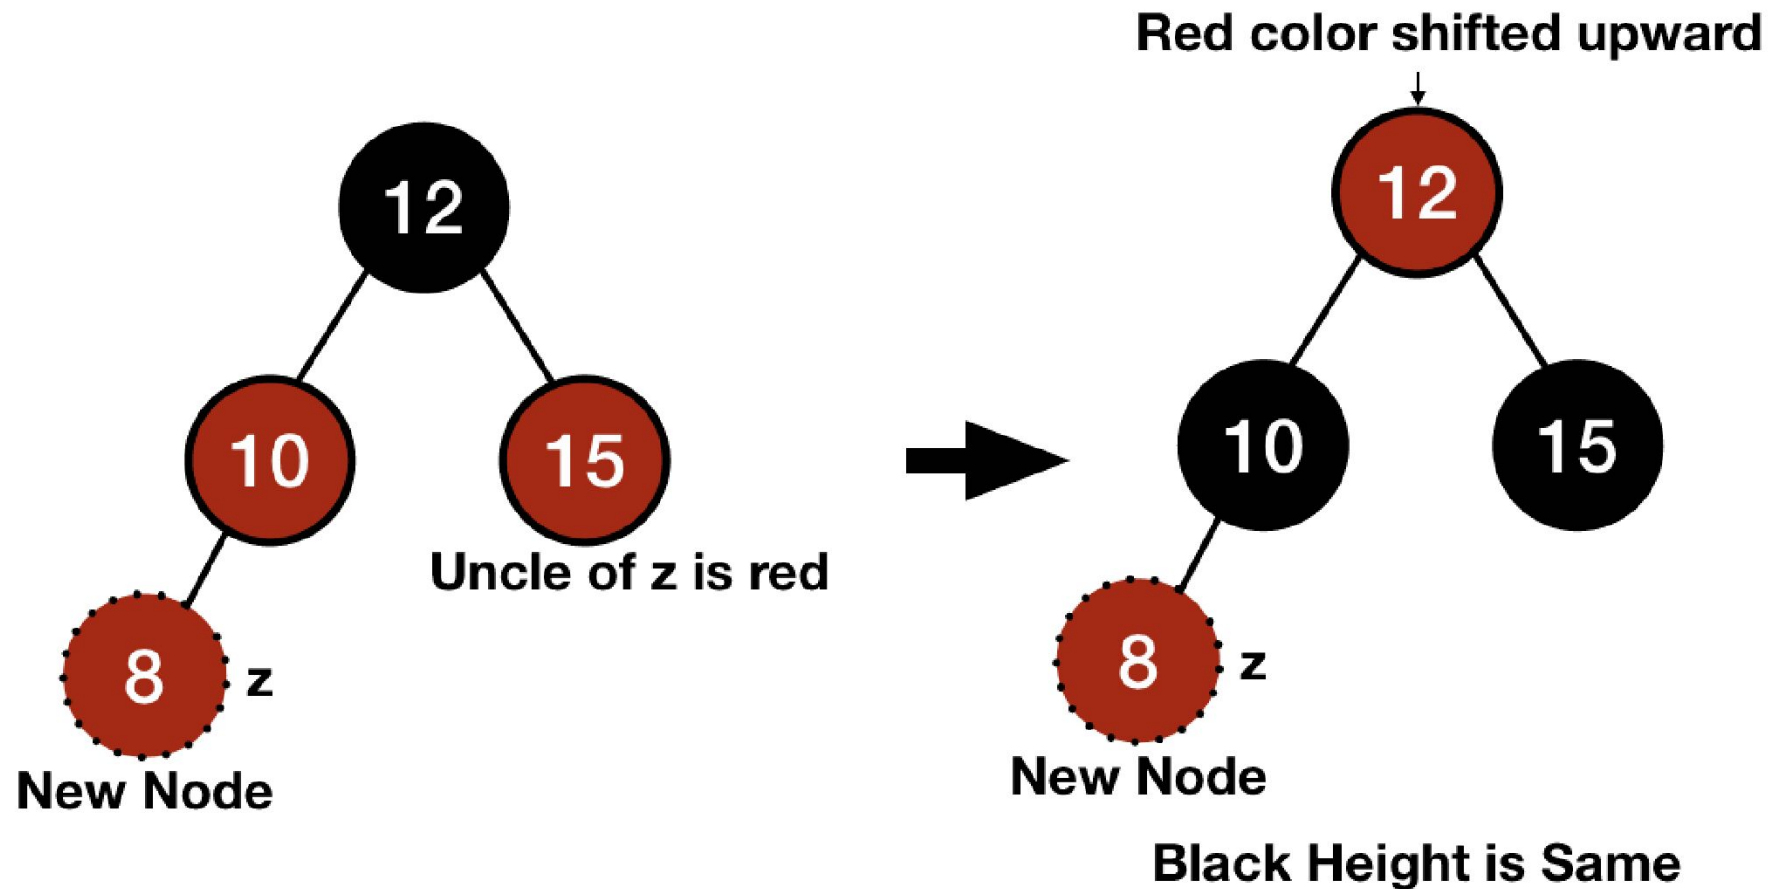 Red color shifted upward
12
10
15
Uncle of z is red
8
z
New Node
12
10
15
8
z
New Node
Black Height is Same